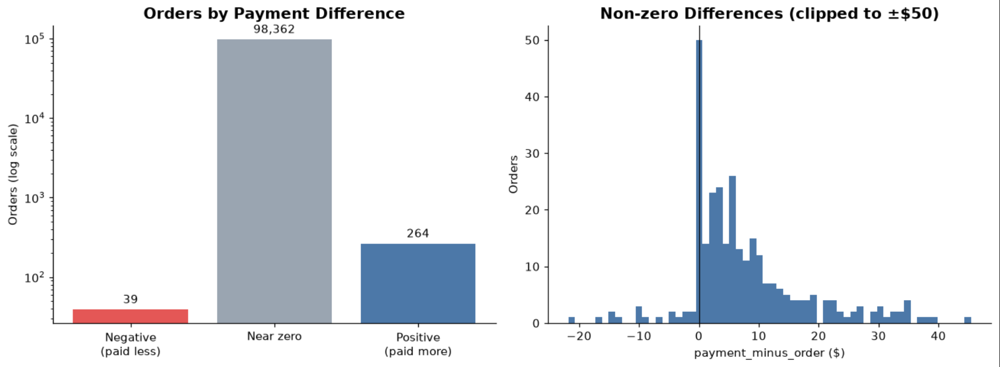 Orders by Payment Difference
98,362
10⁵
10⁴
10³
10²
Orders (log scale)
39
264
Negative
(paid less)
Near zero
Positive
(paid more)
Non-zero Differences (clipped to ±$50)
50
40
30
20
10
0
Orders
−20
−10
0
10
20
30
40
payment_minus_order ($)